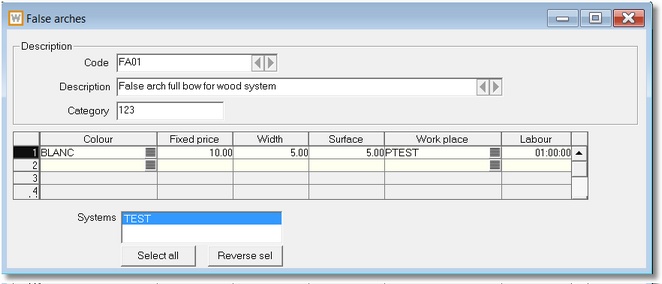 False arches
Description
Code FA01
Description False arch full bow for wood system
Category 123
Colour Fixed price Width Surface Work place Labour
1 BLANC 10.00 5.00 5.00 PTEST 01:00:00
2
3
4
Systems TEST
Select all Reverse sel